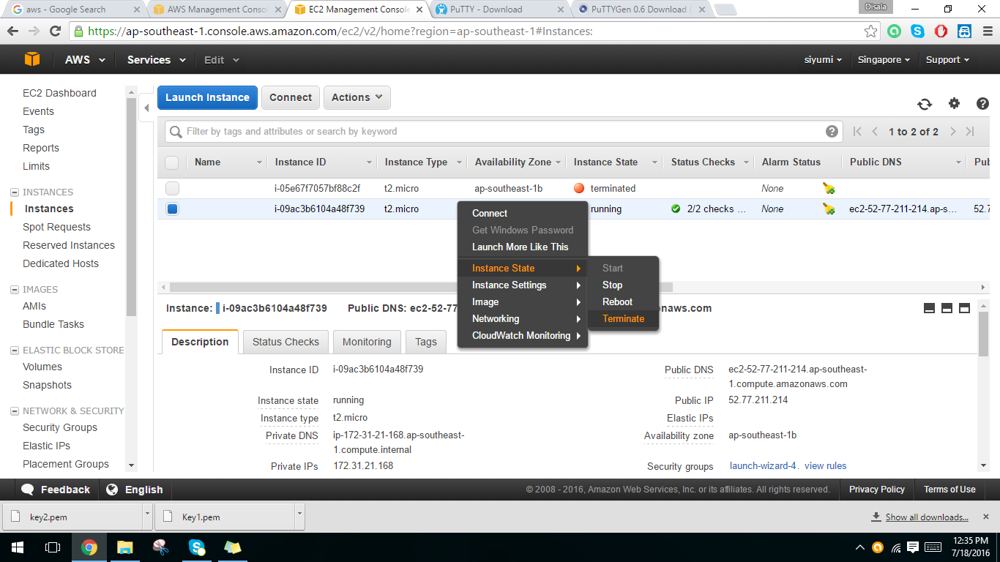 aws - Google Search
AWS Management Consol
EC2 Management Console
PuTTY - Download
PuTTYGen 0.6 Download (
Disala
https://ap-southeast-1.console.aws.amazon.com/ec2/v2/home?region=ap-southeast-1#Instances:
AWS Services Edit siyumi Singapore Support
EC2 Dashboard
Events
Tags
Reports
Limits
INSTANCES
Instances
Spot Requests
Reserved Instances
Dedicated Hosts
IMAGES
AMIs
Bundle Tasks
ELASTIC BLOCK STORE
Volumes
Snapshots
NETWORK & SECURITY
Security Groups
Elastic IPs
Placement Groups
Launch Instance Connect Actions
Filter by tags and attributes or search by keyword
1 to 2 of 2
Name Instance ID Instance Type Availability Zone Instance State Status Checks Alarm Status Public DNS Pub
i-05e67f7057bf88c2f t2.micro ap-southeast-1b terminated None
i-09ac3b6104a48f739 t2.micro running 2/2 checks ... None ec2-52-77-211-214.ap-s... 52.7
Connect
Get Windows Password
Launch More Like This
Instance State
Instance Settings
Image
Networking
CloudWatch Monitoring
Start
Stop
Reboot
Terminate
Instance: i-09ac3b6104a48f739 Public DNS: ec2-52-77 onaws.com
Description Status Checks Monitoring Tags
Instance ID i-09ac3b6104a48f739
Instance state running
Instance type t2.micro
Private DNS ip-172-31-21-168.ap-southeast-
1.compute.internal
Private IPs 172.31.21.168
Public DNS ec2-52-77-211-214.ap-southeast-
1.compute.amazonaws.com
Public IP 52.77.211.214
Elastic IPs
Availability zone ap-southeast-1b
Security groups launch-wizard-4. view rules
Feedback English
© 2008 - 2016, Amazon Web Services, Inc. or its affiliates. All rights reserved. Privacy Policy Terms of Use
key2.pem
Key1.pem
Show all downloads...
12:35 PM
7/18/2016